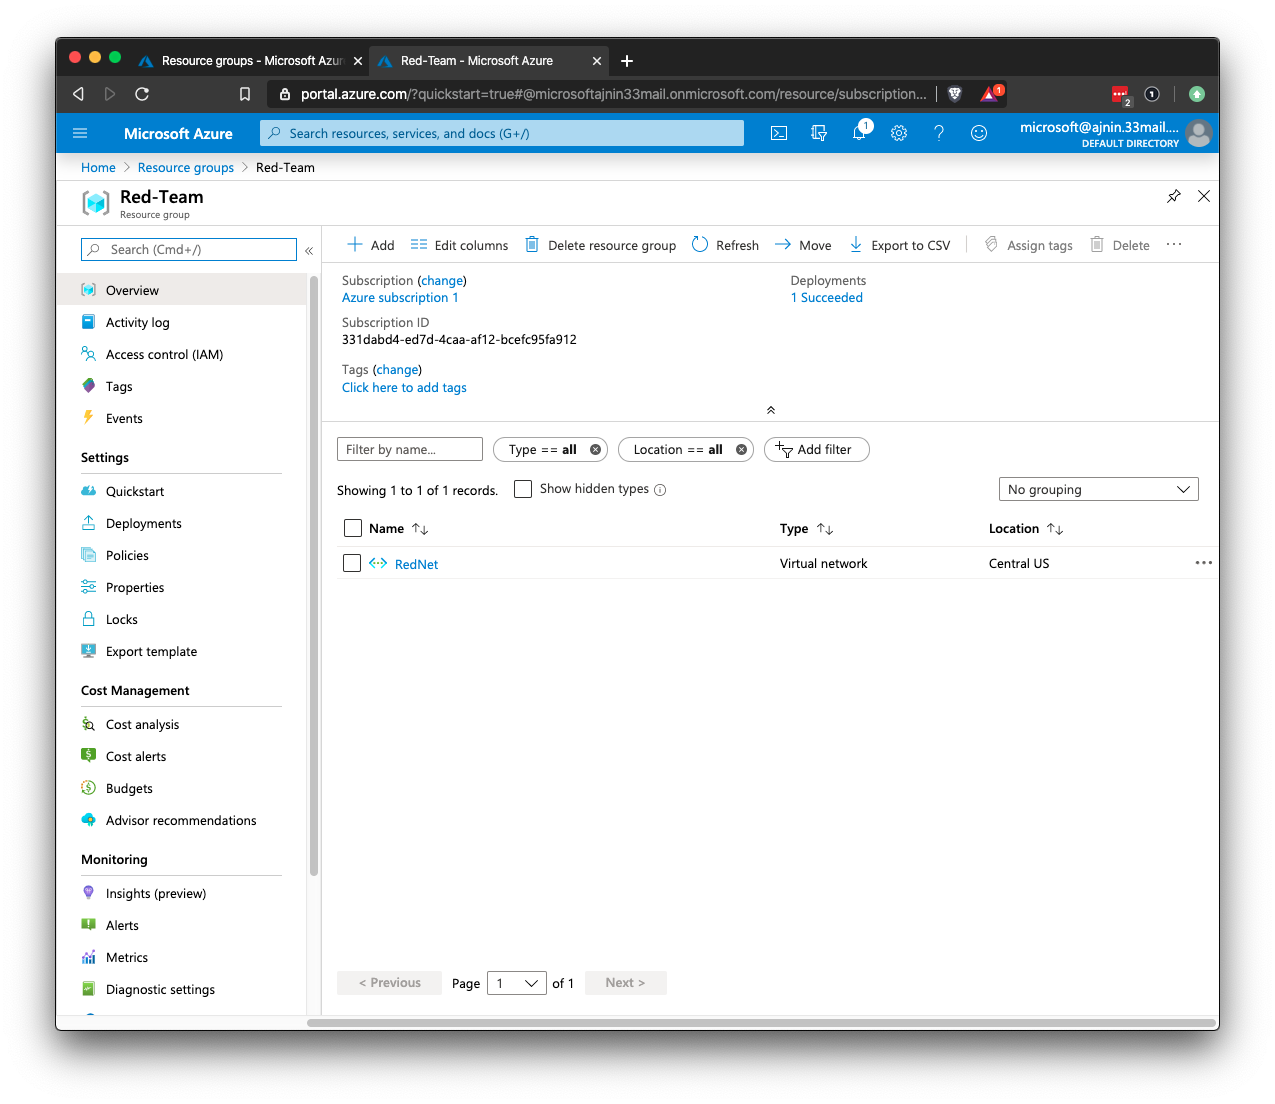 Resource groups - Microsoft Azur
Red-Team - Microsoft Azure
portal.azure.com/?quickstart=true#@microsoftajnin33mail.onmicrosoft.com/resource/subscription...
1
2
1
Microsoft Azure
Search resources, services, and docs (G+/)
1
microsoft@ajnin.33mail....
DEFAULT DIRECTORY
Home > Resource groups > Red-Team
Red-Team
Resource group
Search (Cmd+/)
«
Add
Edit columns
Delete resource group
Refresh
Move
Export to CSV
Assign tags
Delete
...
Overview
Activity log
Access control (IAM)
Tags
Events
Settings
Quickstart
Deployments
Policies
Properties
Locks
Export template
Cost Management
Cost analysis
Cost alerts
Budgets
Advisor recommendations
Monitoring
Insights (preview)
Alerts
Metrics
Diagnostic settings
Subscription (change)
Azure subscription 1
Subscription ID
331dabd4-ed7d-4caa-af12-bcefc95fa912
Tags (change)
Click here to add tags
Deployments
1 Succeeded
Filter by name...
Type == all
Location == all
Add filter
Showing 1 to 1 of 1 records.
Show hidden types
No grouping
Name
Type
Location
RedNet
Virtual network
Central US
...
< Previous
Page 1 of 1
Next >